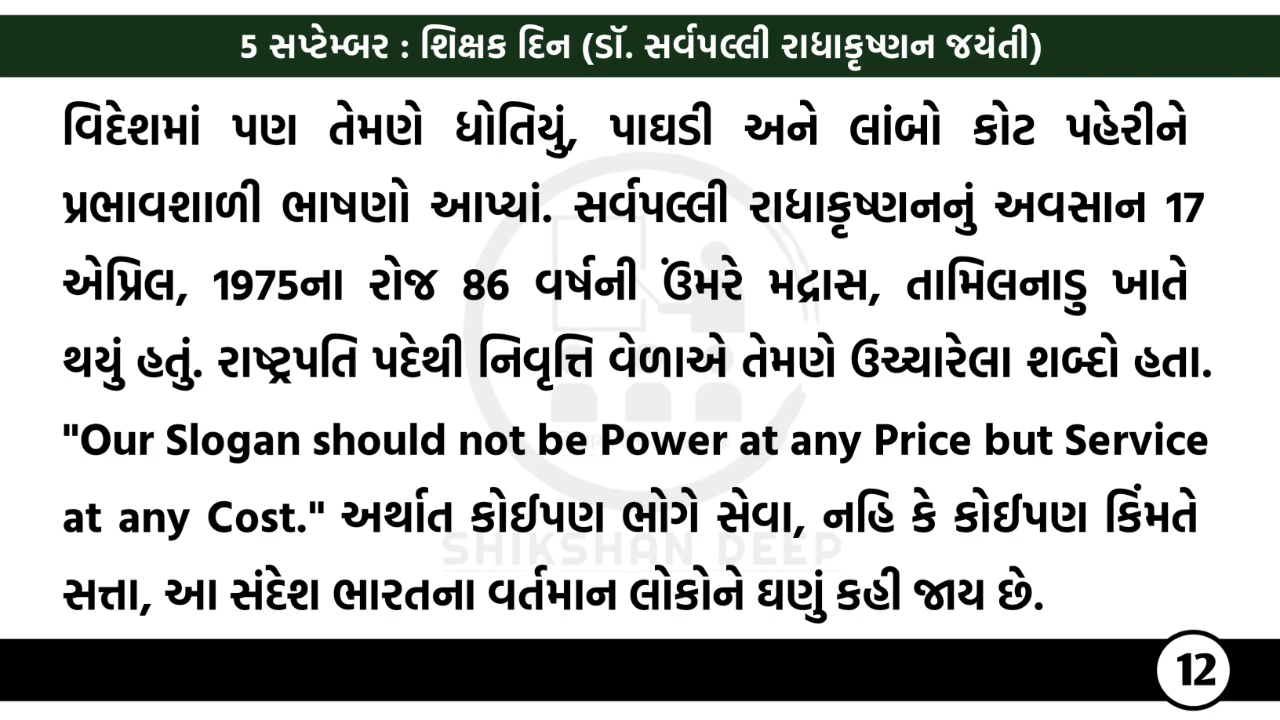 5 સપ્ટેમ્બર : શિક્ષક દિન (ડૉ. સર્વપલ્લી રાધાકૃષ્ણન જયંતી)
વિદેશમાં પણ તેમણે ધોતિયું, પાઘડી અને લાંબો કોટ પહેરીને
પ્રભાવશાળી ભાષણો આપ્યાં. સર્વપલ્લી રાધાકૃષ્ણનનું અવસાન 17
એપ્રિલ, 1975ના રોજ 86 વર્ષની ઉંમરે મદ્રાસ, તામિલનાડુ ખાતે
થયું હતું. રાષ્ટ્રપતિ પદેથી નિવૃત્તિ વેળાએ તેમણે ઉચ્ચારેલા શબ્દો હતા.
"Our Slogan should not be Power at any Price but Service
at any Cost." અર્થાત કોઈપણ ભોગે સેવા, નહિ કે કોઈપણ કિંમતે
સત્તા, આ સંદેશ ભારતના વર્તમાન લોકોને ઘણું કહી જાય છે.
SHIKSHAN DEEP
12